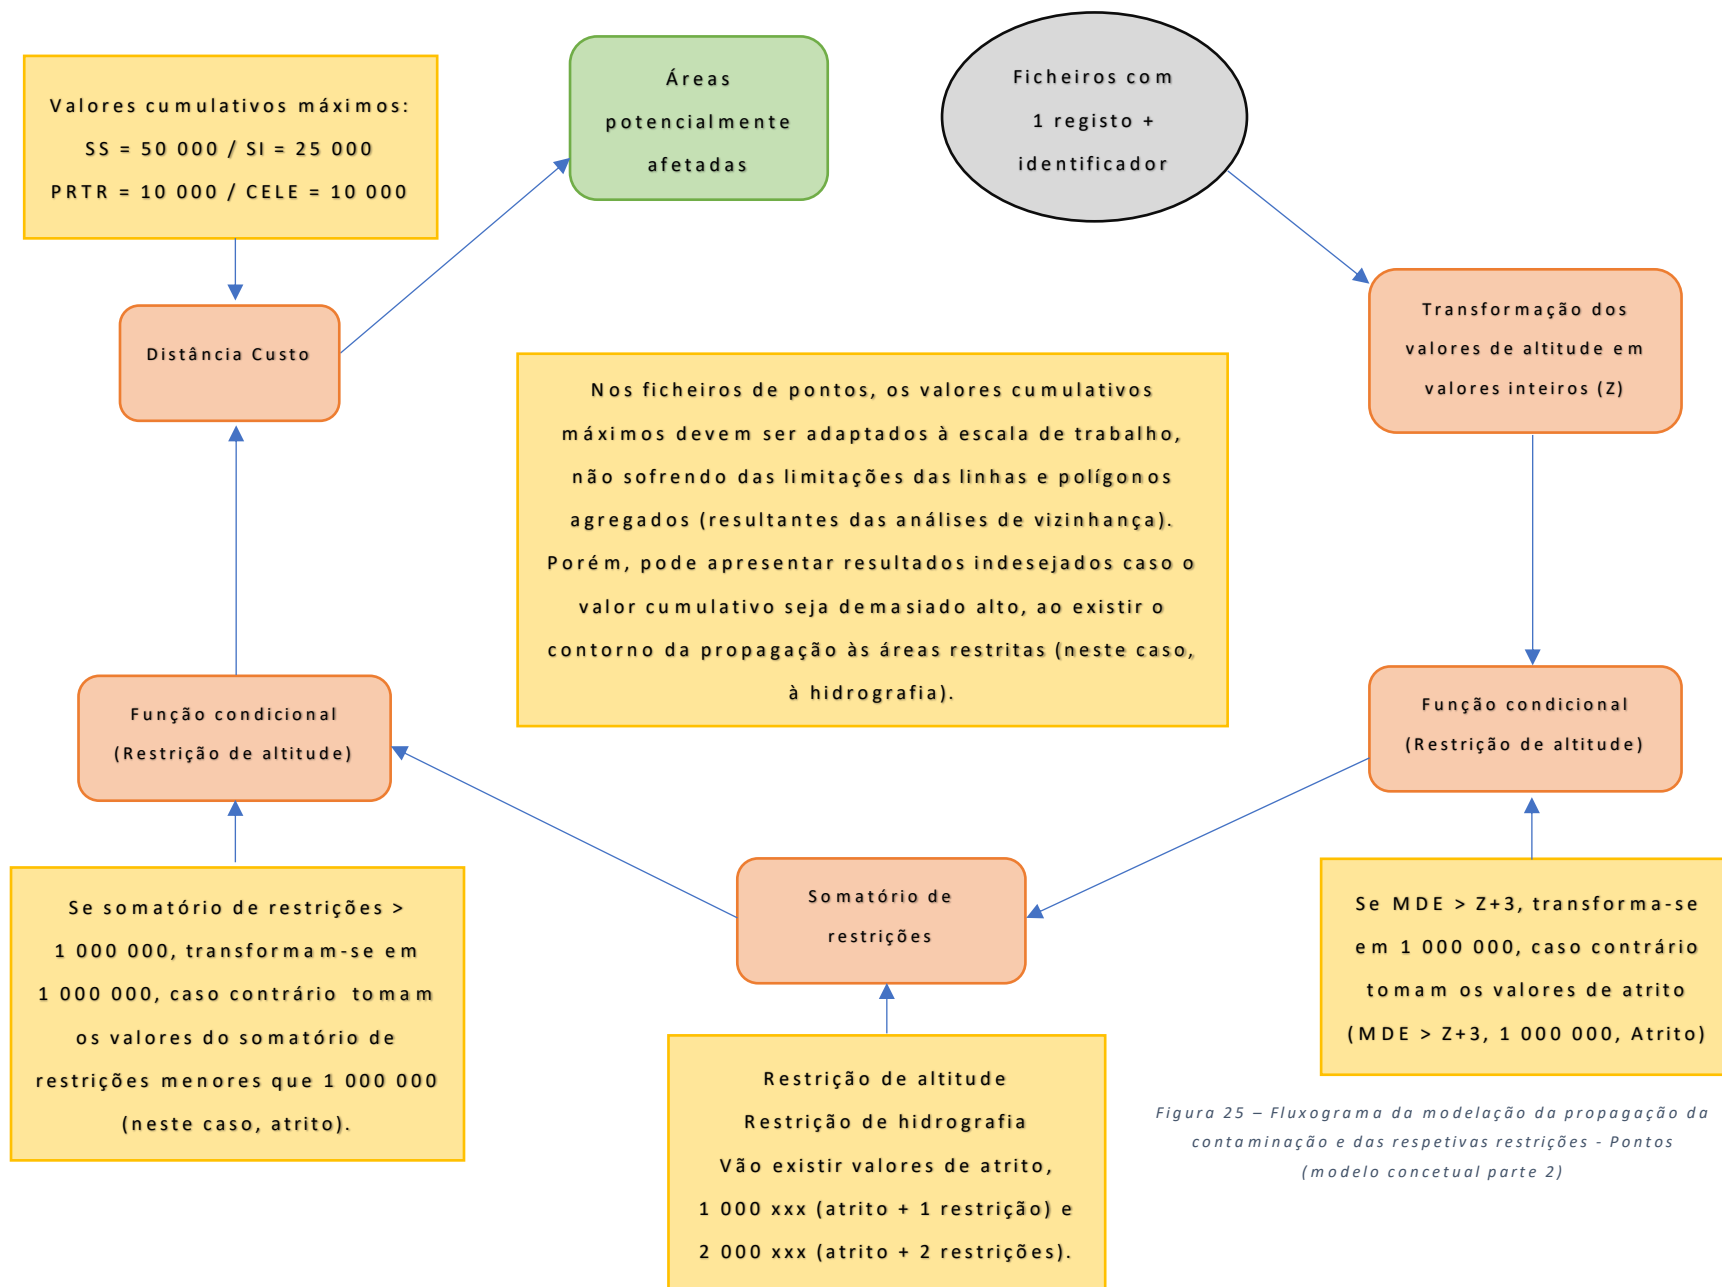 Valores cumulativos máximos:
SS = 50 000 / SI = 25 000
PRTR = 10 000 / CELE = 10 000
Áreas
potencialmente
afetadas
Ficheiros com
1 registo +
identificador
Distância Custo
Transformação dos
valores de altitude em
valores inteiros (Z)
Nos ficheiros de pontos, os valores cumulativos
máximos devem ser adaptados à escala de trabalho,
não sofrendo das limitações das linhas e polígonos
agregados (resultantes das análises de vizinhança).
Porém, pode apresentar resultados indesejados caso o
valor cumulativo seja demasiado alto, ao existir o
contorno da propagação às áreas restritas (neste caso,
à hidrografia).
Função condicional
(Restrição de altitude)
Função condicional
(Restrição de altitude)
Se somatório de restrições >
1 000 000, transformam-se em
1 000 000, caso contrário tomam
os valores do somatório de
restrições menores que 1 000 000
(neste caso, atrito).
Somatório de
restrições
Se MDE > Z+3, transforma-se
em 1 000 000, caso contrário
tomam os valores de atrito
(MDE > Z+3, 1 000 000, Atrito)
Restrição de altitude
Restrição de hidrografia
Vão existir valores de atrito,
1 000 xxx (atrito + 1 restrição) e
2 000 xxx (atrito + 2 restrições).
Figura 25 – Fluxograma da modelação da propagação da
contaminação e das respetivas restrições - Pontos
(modelo concetual parte 2)